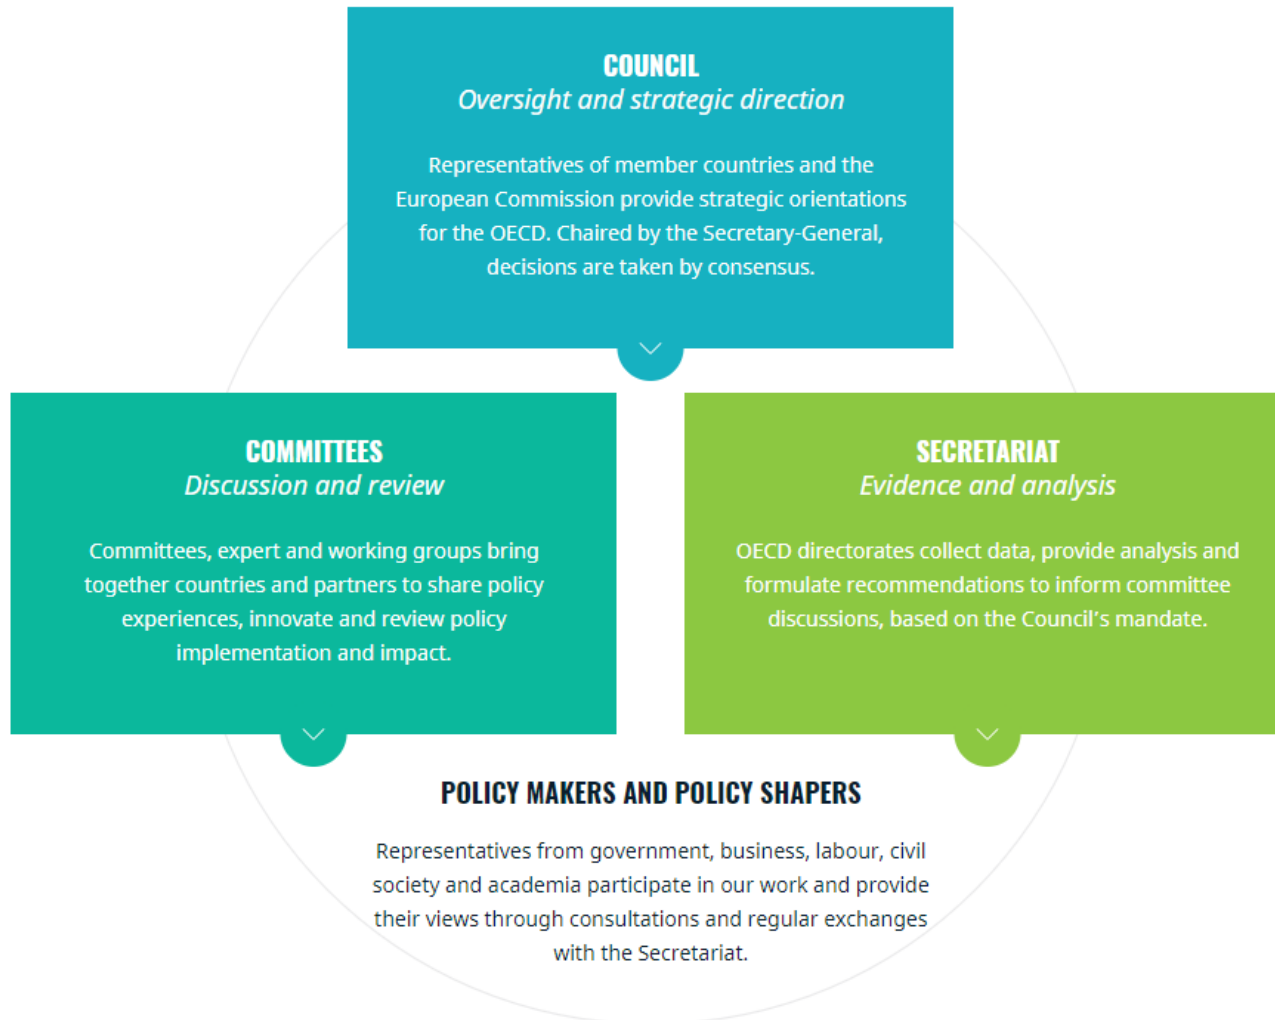 COUNCIL
Oversight and strategic direction
Representatives of member countries and the
European Commission provide strategic orientations
for the OECD. Chaired by the Secretary-General,
decisions are taken by consensus.
COMMITTEES
Discussion and review
Committees, expert and working groups bring
together countries and partners to share policy
experiences, innovate and review policy
implementation and impact.
SECRETARIAT
Evidence and analysis
OECD directorates collect data, provide analysis and
formulate recommendations to inform committee
discussions, based on the Council's mandate.
POLICY MAKERS AND POLICY SHAPERS
Representatives from government, business, labour, civil
society and academia participate in our work and provide
their views through consultations and regular exchanges
with the Secretariat.